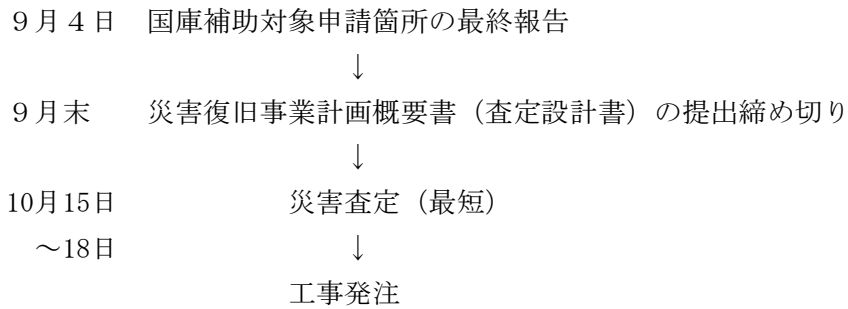 ９月４日　国庫補助対象申請箇所の最終報告
↓
９月末　　災害復旧事業計画概要書（査定設計書）の提出締め切り
↓
10月15日　　　　　　災害査定（最短）
～18日　　　　　　　　↓
工事発注